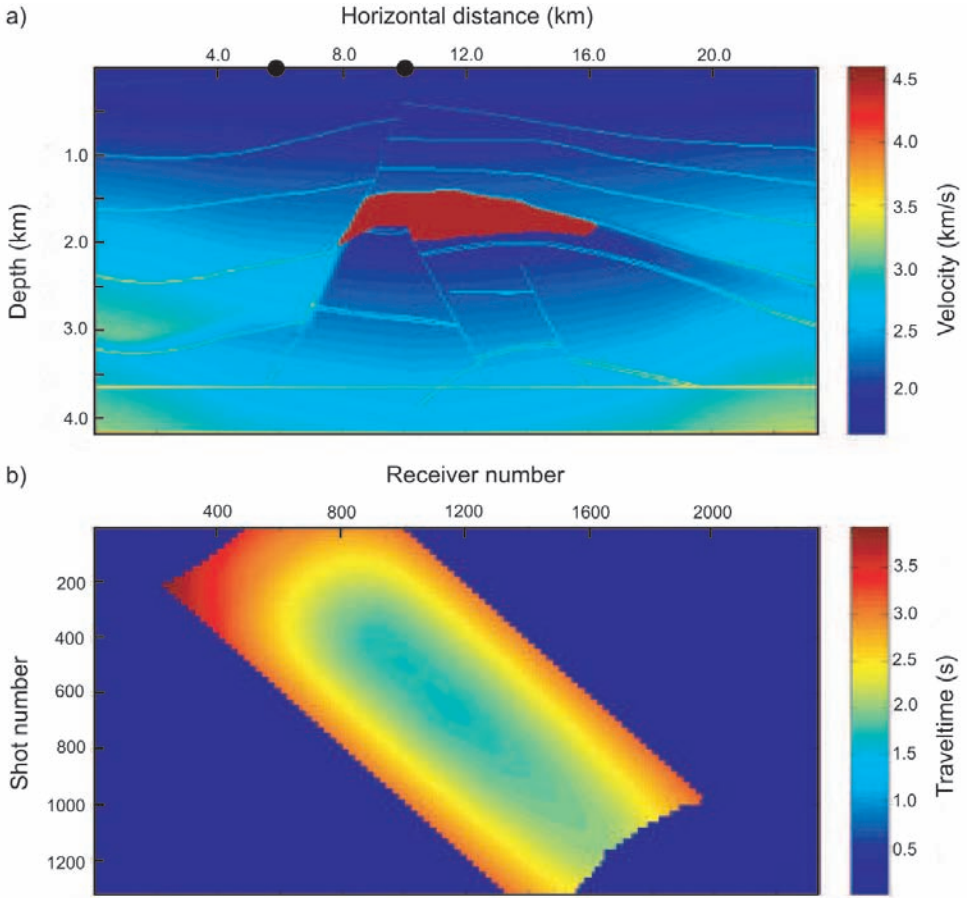 a)
Horizontal distance (km)
4.0 8.0 12.0 16.0 20.0
Depth (km)
1.0
2.0
3.0
4.0
4.5
4.0
3.5
3.0
2.5
2.0
Velocity (km/s)
b)
Receiver number
400 800 1200 1600 2000
Shot number
200
400
600
800
1000
1200
3.5
3.0
2.5
2.0
1.5
1.0
0.5
Traveltime (s)